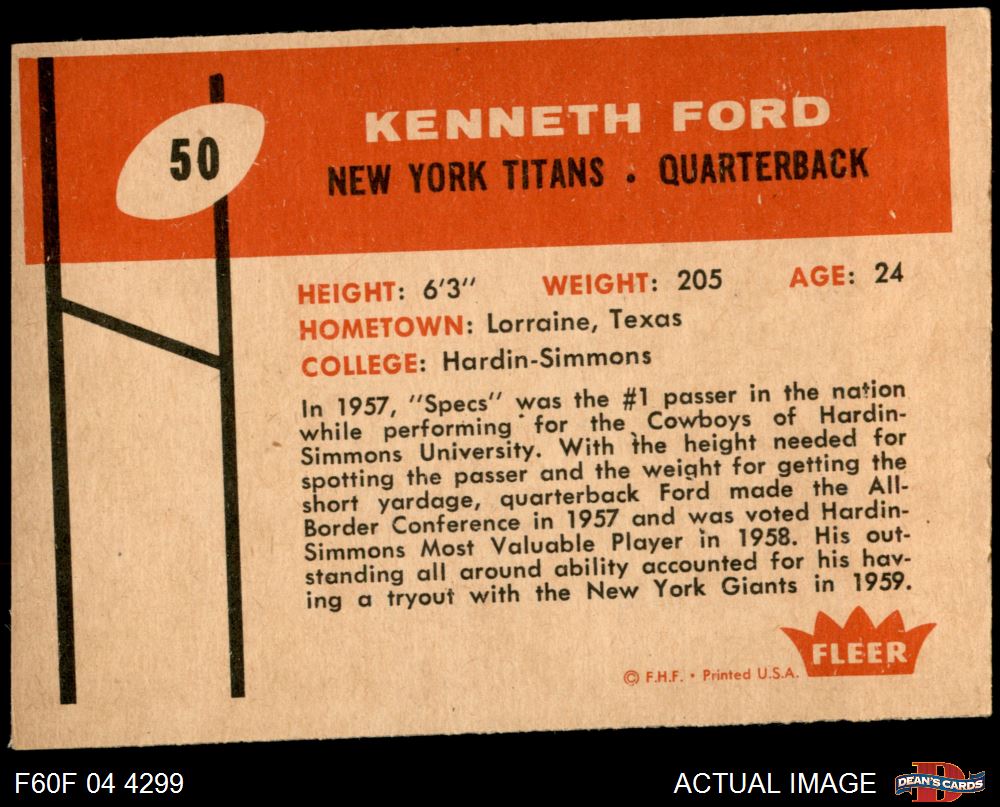 50
KENNETH FORD
NEW YORK TITANS . QUARTERBACK
HEIGHT: 6'3" WEIGHT: 205 AGE: 24
HOMETOWN: Lorraine, Texas
COLLEGE: Hardin-Simmons
In 1957, "Specs" was the #1 passer in the nation
while performing for the Cowboys of Hardin-
Simmons University. With the height needed for
spotting the passer and the weight for getting the
short yardage, quarterback Ford made the All-
Border Conference in 1957 and was voted Hardin-
Simmons Most Valuable Player in 1958. His out-
standing all around ability accounted for his hav-
ing a tryout with the New York Giants in 1959.
FLEER
© F.H.F. • Printed U.S.A.
F60F 04 4299
ACTUAL IMAGE
D
DEAN'S CARDS